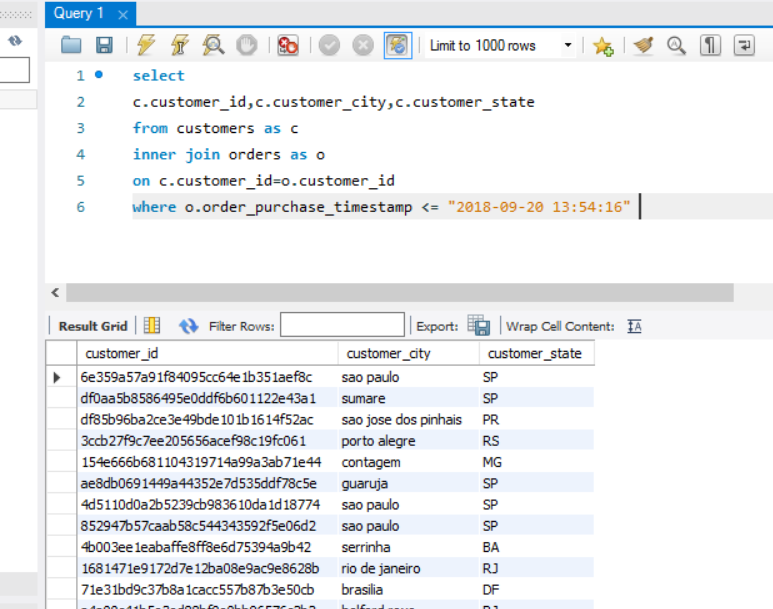 Query 1
Limit to 1000 rows
1 select
2 c.customer_id,c.customer_city,c.customer_state
3 from customers as c
4 inner join orders as o
5 on c.customer_id=o.customer_id
6 where o.order_purchase_timestamp <= "2018-09-20 13:54:16"
Result Grid Filter Rows: Export: Wrap Cell Content:
customer_id customer_city customer_state
6e359a57a91f84095cc64e1b351aef8c sao paulo SP
df0aa5b8586495e0ddf6b601122e43a1 sumare SP
df85b96ba2ce3e49bde101b1614f52ac sao jose dos pinhais PR
3ccb27f9c7ee205656acef98c19fc061 porto alegre RS
154e666b681104319714a99a3ab71e44 contagem MG
ae8db0691449a44352e7d535ddf78c5e guaruja SP
4d5110d0a2b5239cb983610da1d18774 sao paulo SP
852947b57caab58c544343592f5e06d2 sao paulo SP
4b003ee1eabaffe8ff8e6d75394a9b42 serrinha BA
1681471e9172d7e12ba08e9ac9e8628b rio de janeiro RJ
71e31bd9c37b8a1cacc557b87b3e50cb brasilia DF